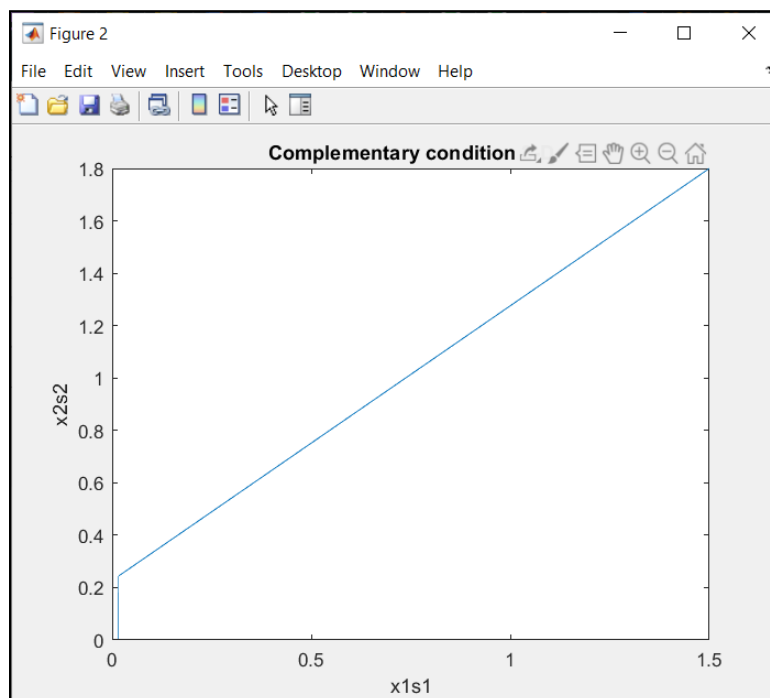 Figure 2
File Edit View Insert Tools Desktop Window Help
Complementary condition
1.8
1.6
1.4
1.2
1
0.8
0.6
0.4
0.2
0
x2s2
0 0.5 1 1.5
x1s1